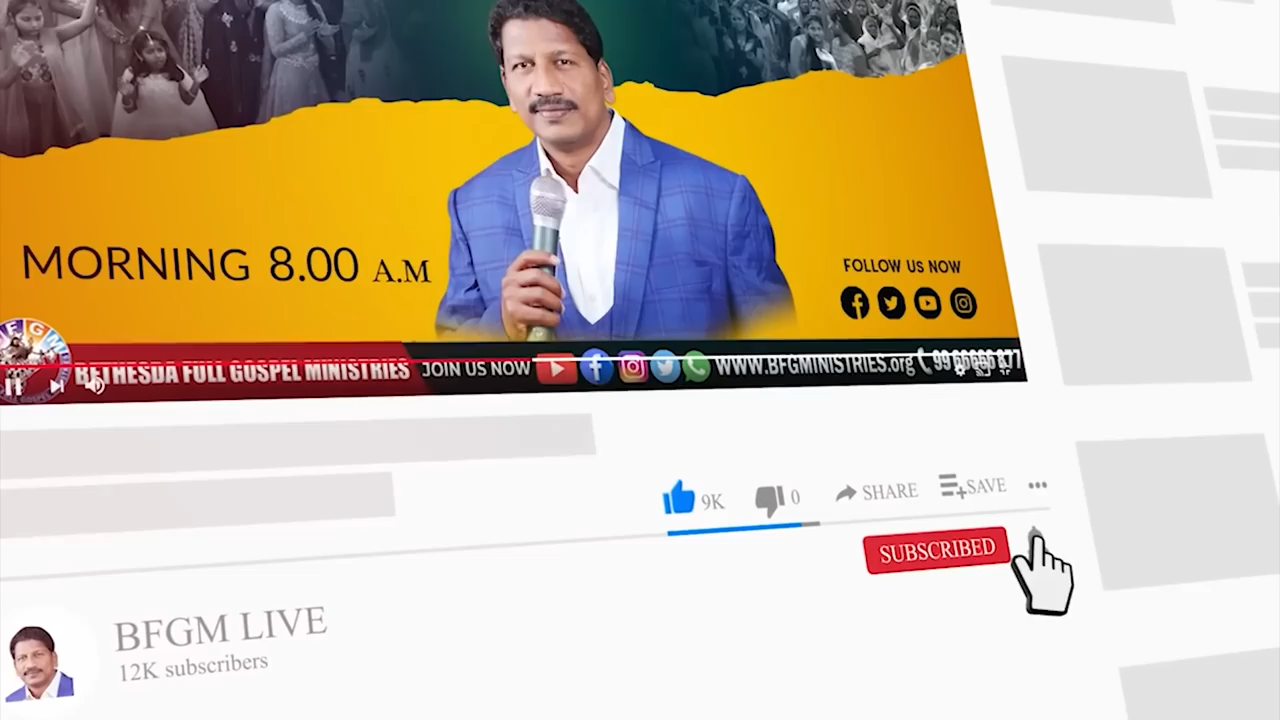 MORNING 8.00 A.M
FOLLOW US NOW
BETHESDA FULL GOSPEL MINISTRIES
JOIN US NOW
WWW.BFGMINISTRIES.org
9K
0
SHARE
SAVE
SUBSCRIBED
BFGM LIVE
12K subscribers